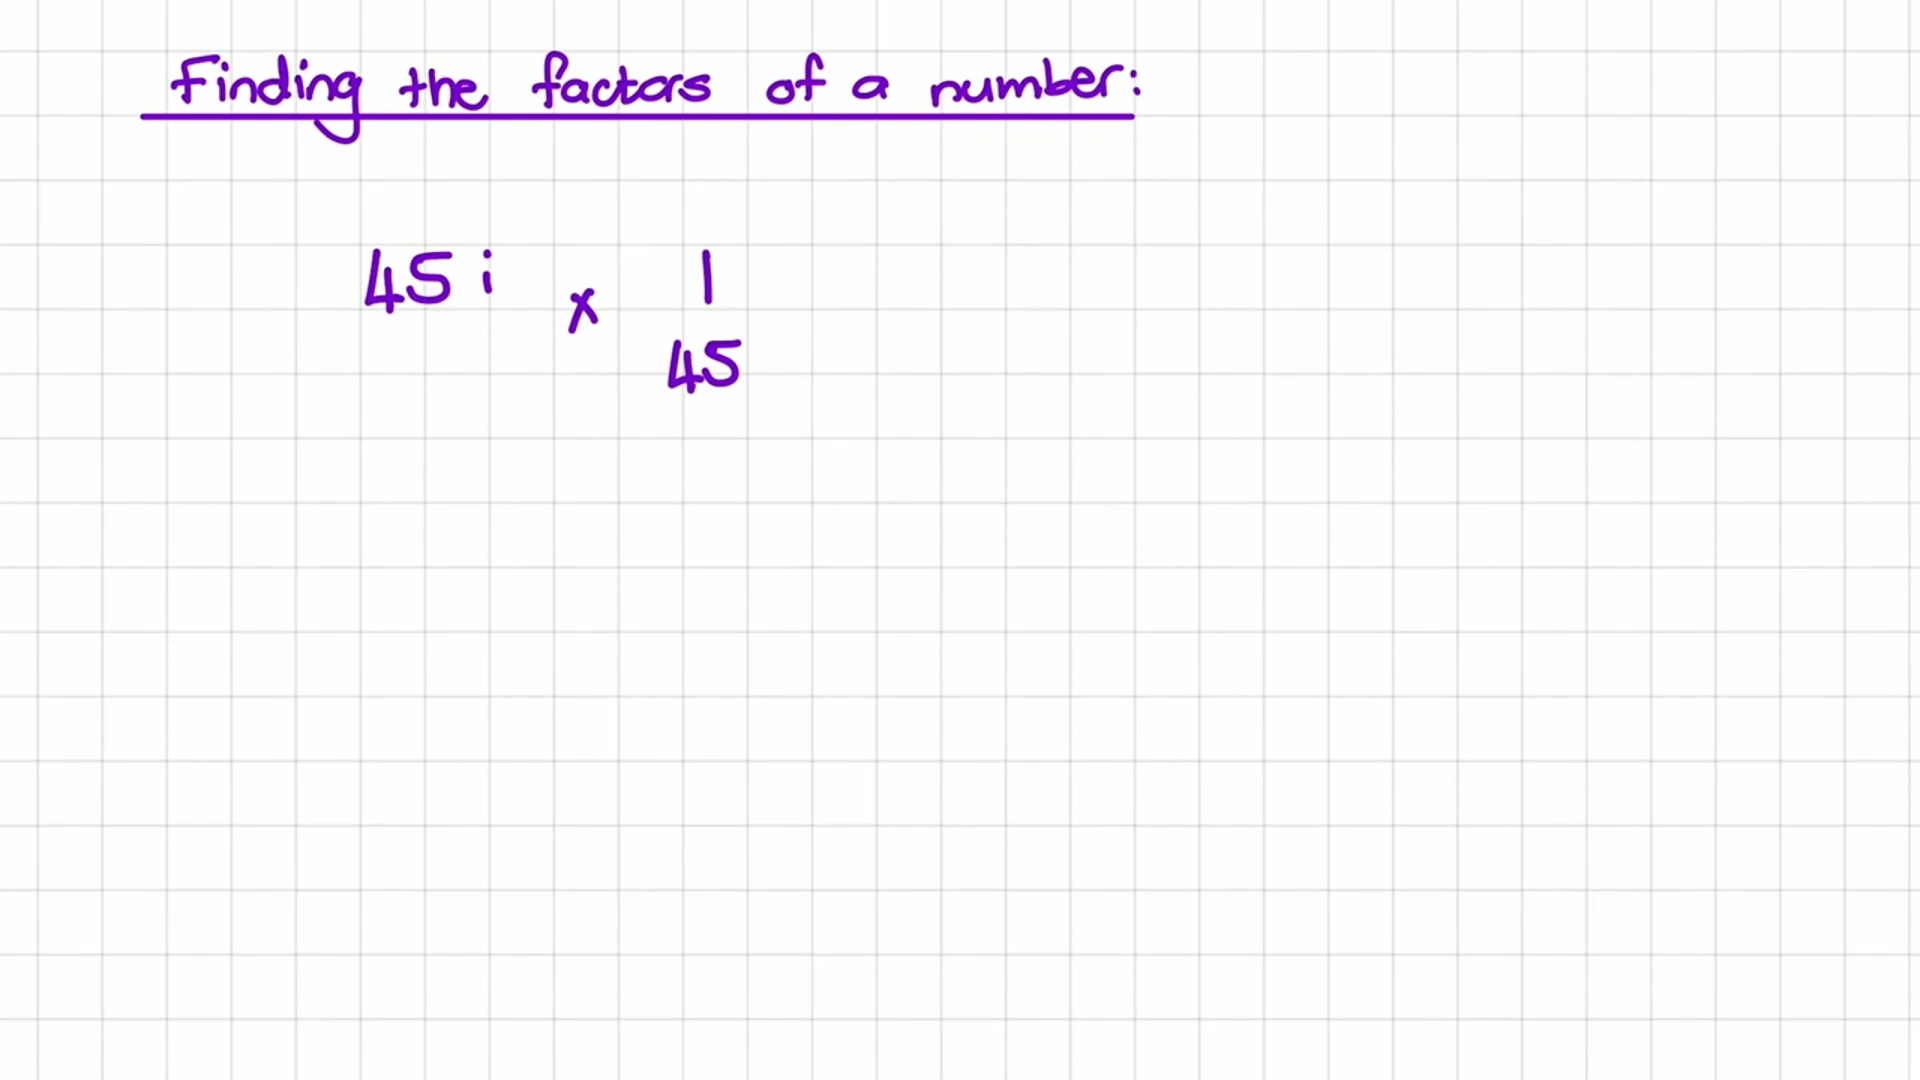 Finding the factors of a number:
45 : x 1
45